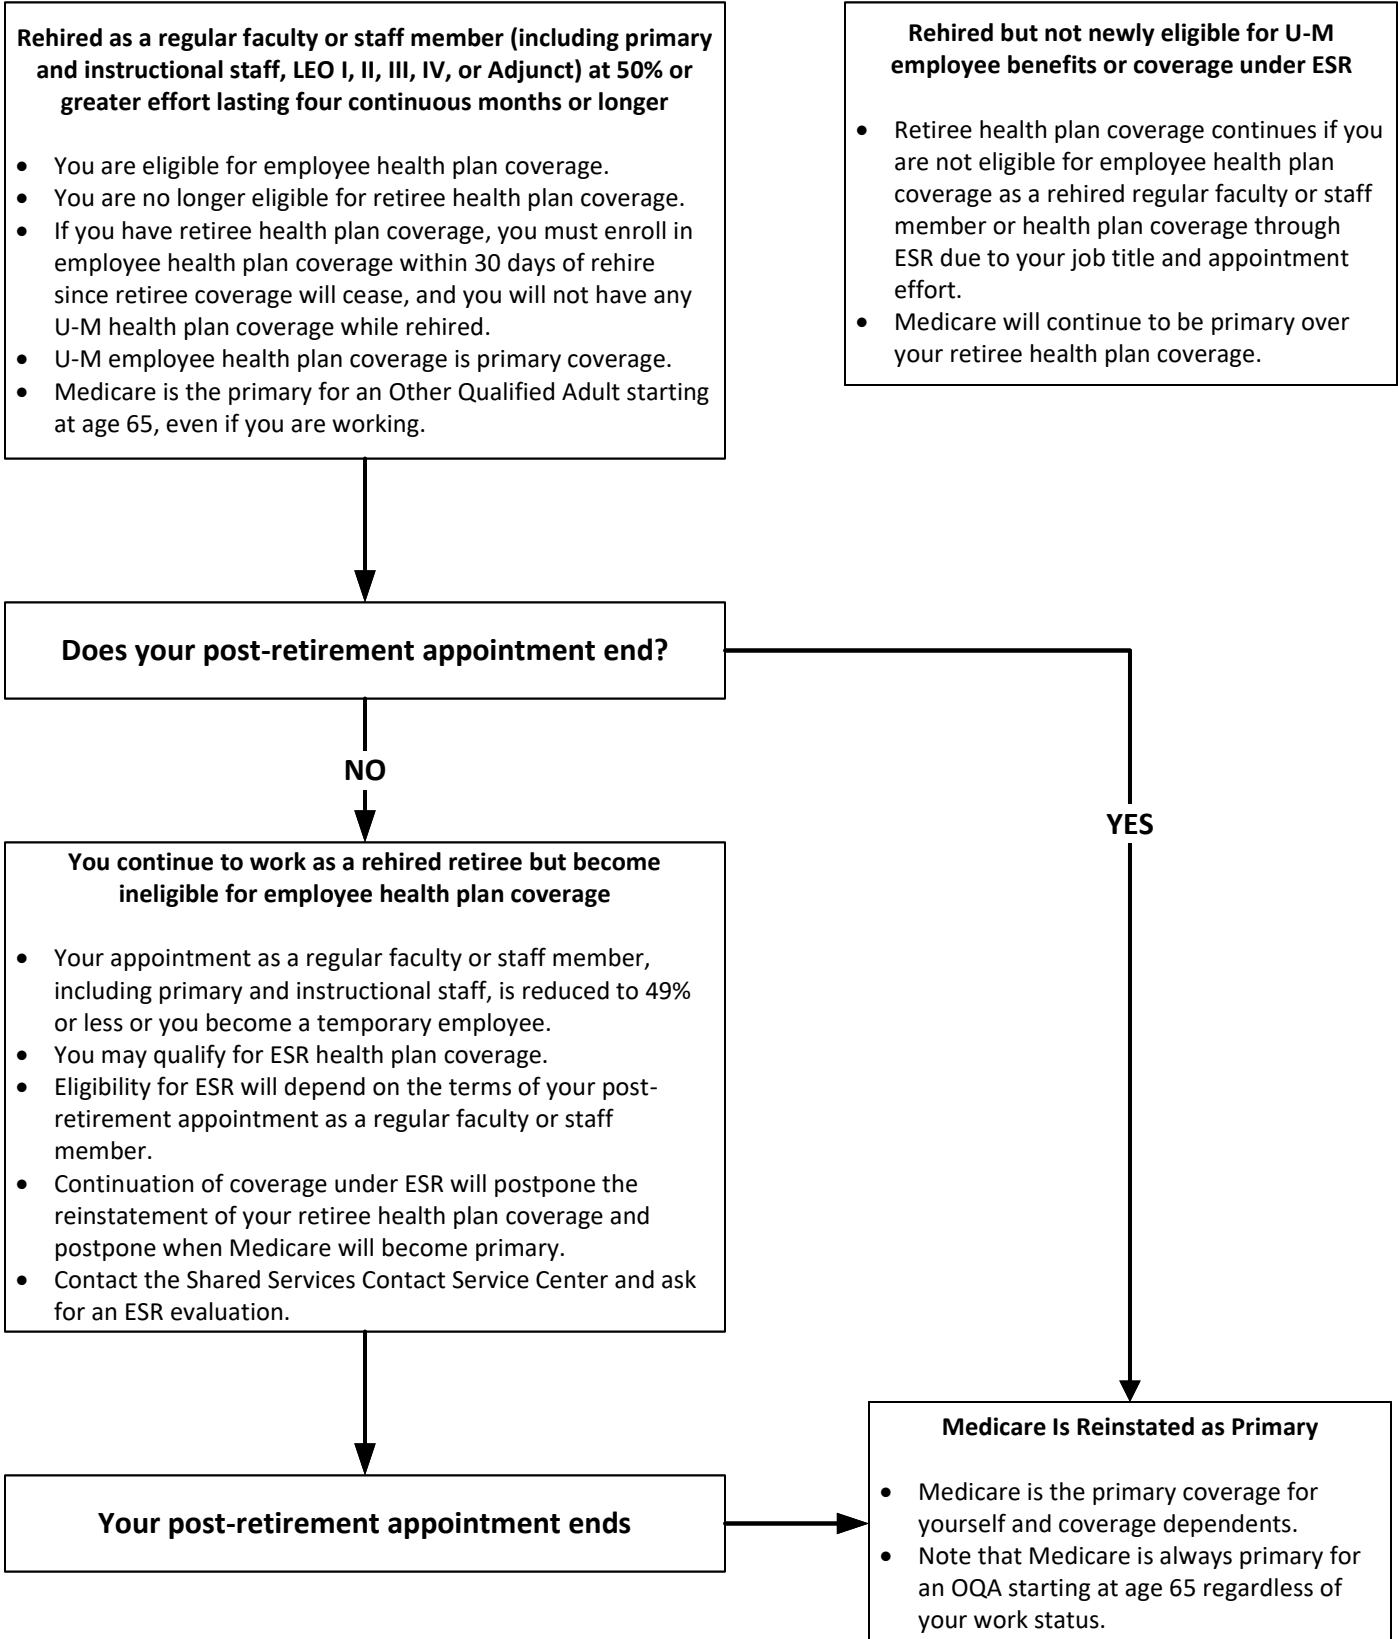 Rehired as a regular faculty or staff member (including primary
and instructional staff, LEO I, II, III, IV, or Adjunct) at 50% or
greater effort lasting four continuous months or longer
• You are eligible for employee health plan coverage.
• You are no longer eligible for retiree health plan coverage.
• If you have retiree health plan coverage, you must enroll in
employee health plan coverage within 30 days of rehire
since retiree coverage will cease, and you will not have any
U-M health plan coverage while rehired.
• U-M employee health plan coverage is primary coverage.
• Medicare is the primary for an Other Qualified Adult starting
at age 65, even if you are working.
Rehired but not newly eligible for U-M
employee benefits or coverage under ESR
• Retiree health plan coverage continues if you
are not eligible for employee health plan
coverage as a rehired regular faculty or staff
member or health plan coverage through
ESR due to your job title and appointment
effort.
• Medicare will continue to be primary over
your retiree health plan coverage.
Does your post-retirement appointment end?
NO
YES
You continue to work as a rehired retiree but become
ineligible for employee health plan coverage
• Your appointment as a regular faculty or staff member,
including primary and instructional staff, is reduced to 49%
or less or you become a temporary employee.
• You may qualify for ESR health plan coverage.
• Eligibility for ESR will depend on the terms of your post-
retirement appointment as a regular faculty or staff
member.
• Continuation of coverage under ESR will postpone the
reinstatement of your retiree health plan coverage and
postpone when Medicare will become primary.
• Contact the Shared Services Contact Service Center and ask
for an ESR evaluation.
Your post-retirement appointment ends
Medicare Is Reinstated as Primary
• Medicare is the primary coverage for
yourself and coverage dependents.
• Note that Medicare is always primary for
an OQA starting at age 65 regardless of
your work status.